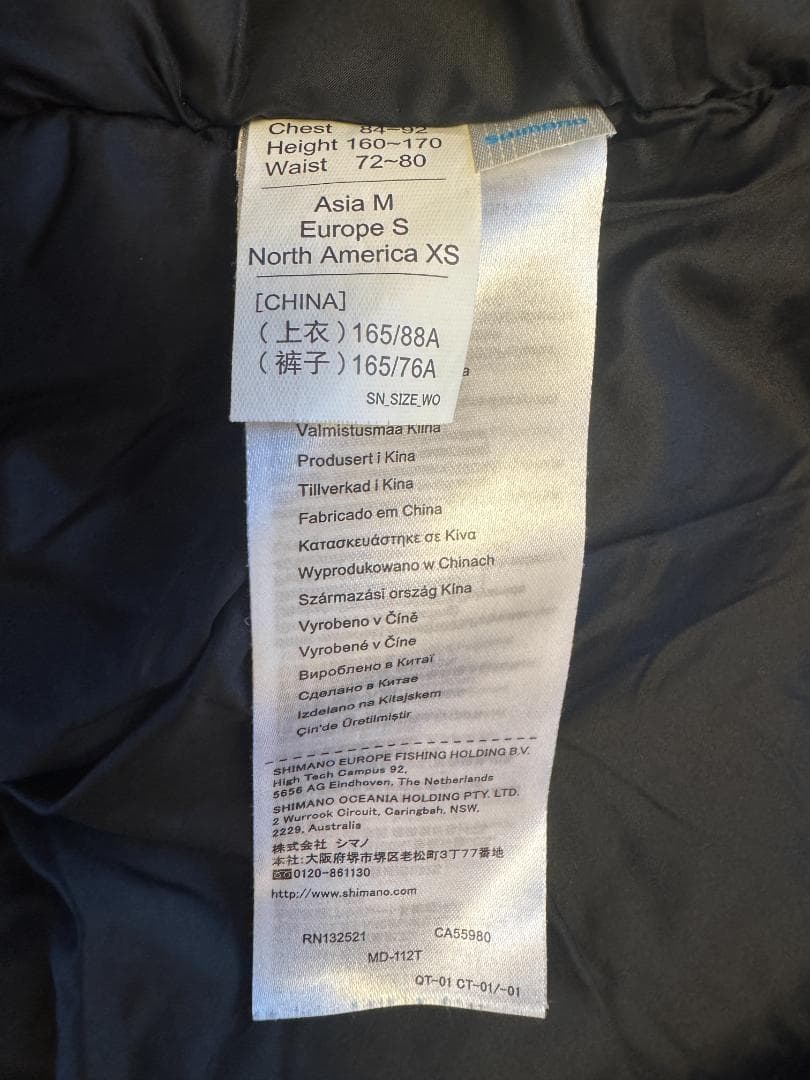 Chest 84~92
Height 160~170
Waist 72~80
Shimano
Asia M
Europe S
North America XS
[CHINA]
(上衣)165/88A
(裤子)165/76A
SN_SIZE_WO
Valmistusmaa Kiina
Produsert i Kina
Tillverkad i Kina
Fabricado em China
Κατασκευάστηκε σε Κίνα
Wyprodukowano w Chinach
Származási ország Kína
Vyrobeno v Číně
Vyrobené v Číne
Вироблено в Китаї
Сделано в Китае
Izdelano na Kitajskem
Çin'de Üretilmiştir
SHIMANO EUROPE FISHING HOLDING B.V.
High Tech Campus 92,
5656 AG Eindhoven, The Netherlands
SHIMANO OCEANIA HOLDING PTY. LTD.
2 Wurrook Circuit, Caringbah, NSW,
2229, Australia
株式会社 シマノ
本社:大阪府堺市堺区老松町3丁77番地
0120-861130
http://www.shimano.com
RN132521 CA55980
MD-112T
QT-01 CT-01/-01